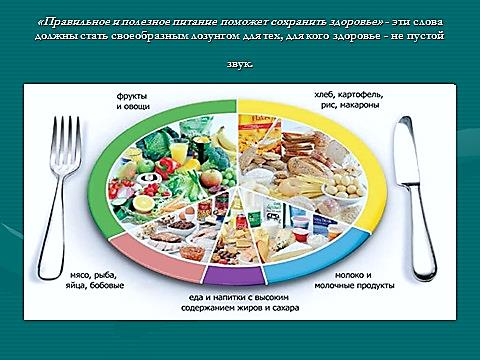 «Правильное и полезное питание поможет сохранить здоровье» - эти слова
должны стать своеобразным лозунгом для тех, для кого здоровье - не пустой
звук.
фрукты
и овощи
хлеб, картофель,
рис, макароны
мясо, рыба,
яйца, бобовые
молоко и
молочные продукты
еда и напитки с высоким
содержанием жиров и сахара